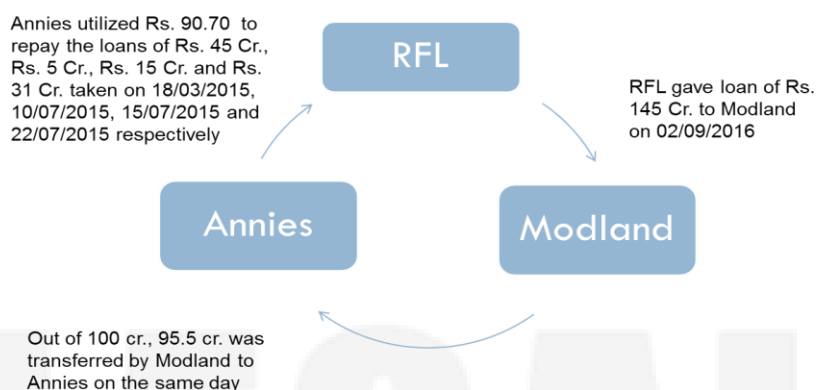 Annies utilized Rs. 90.70 to
repay the loans of Rs. 45 Cr.,
Rs. 5 Cr., Rs. 15 Cr. and Rs.
31 Cr. taken on 18/03/2015,
10/07/2015, 15/07/2015 and
22/07/2015 respectively
RFL
RFL gave loan of Rs.
145 Cr. to Modland
on 02/09/2016
Annies
Modland
Out of 100 cr., 95.5 cr. was
transferred by Modland to
Annies on the same day